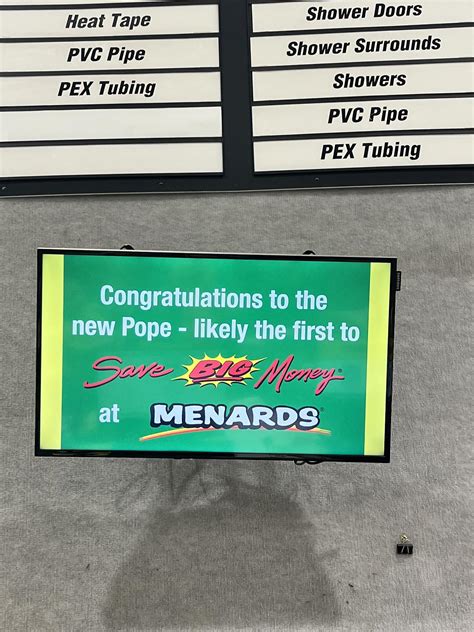 Heat Tape
PVC Pipe
PEX Tubing
Shower Doors
Shower Surrounds
Showers
PVC Pipe
PEX Tubing
Congratulations to the
new Pope - likely the first to
Save BIG Money®
at MENARDS®